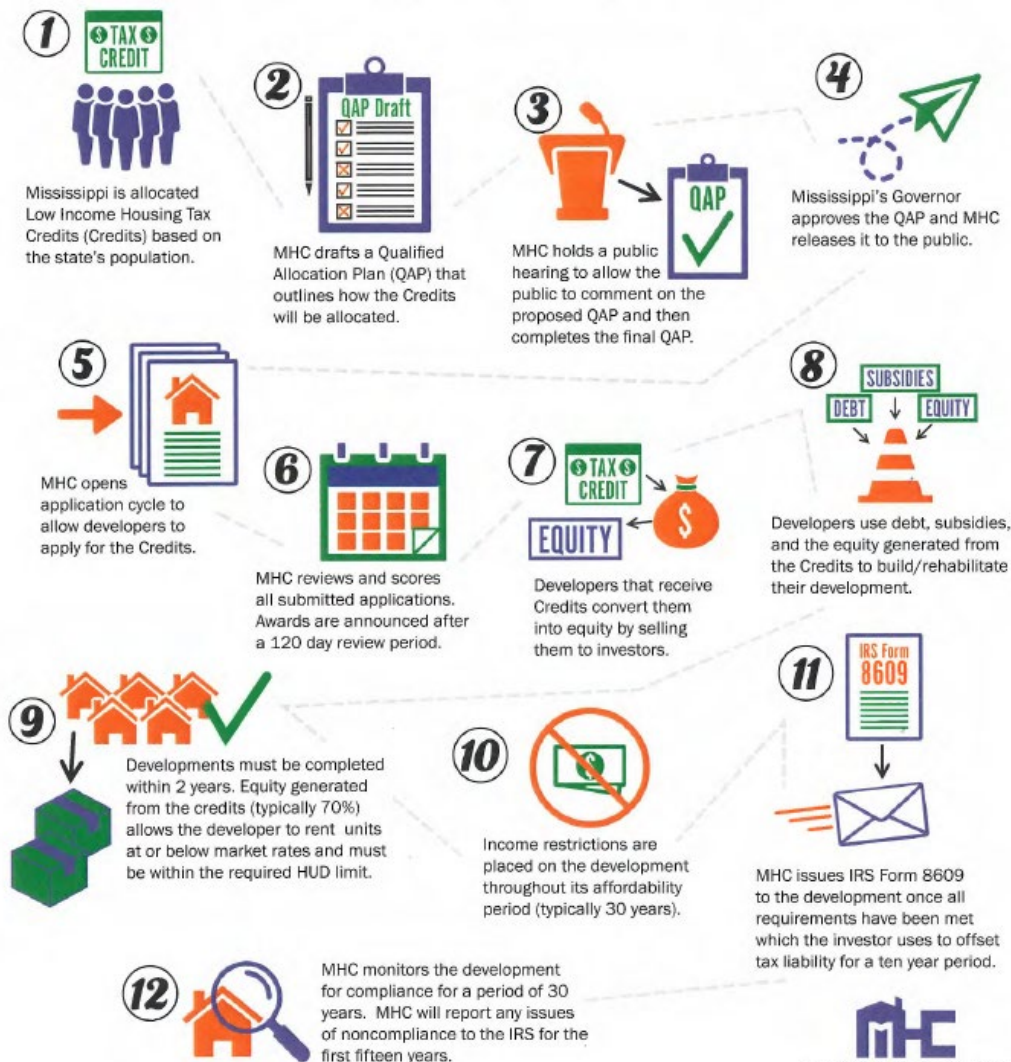 1
$ TAX $
CREDIT
Mississippi is allocated
Low Income Housing Tax
Credits (Credits) based on
the state's population.
2
QAP Draft
MHC drafts a Qualified
Allocation Plan (QAP) that
outlines how the Credits
will be allocated.
3
QAP
MHC holds a public
hearing to allow the
public to comment on the
proposed QAP and then
completes the final QAP.
4
Mississippi's Governor
approves the QAP and MHC
releases it to the public.
5
MHC opens
application cycle to
allow developers to
apply for the Credits.
6
MHC reviews and scores
all submitted applications.
Awards are announced after
a 120 day review period.
7
$ TAX $
CREDIT
$
EQUITY
Developers that receive
Credits convert them
into equity by selling
them to investors.
8
SUBSIDIES
DEBT
EQUITY
Developers use debt, subsidies,
and the equity generated from
the Credits to build/rehabilitate
their development.
9
Developments must be completed
within 2 years. Equity generated
from the credits (typically 70%)
allows the developer to rent units
at or below market rates and must
be within the required HUD limit.
10
$
Income restrictions are
placed on the development
throughout its affordability
period (typically 30 years).
11
IRS Form
8609
MHC issues IRS Form 8609
to the development once all
requirements have been met
which the investor uses to offset
tax liability for a ten year period.
12
MHC monitors the development
for compliance for a period of 30
years. MHC will report any issues
of noncompliance to the IRS for the
first fifteen years.
MHC